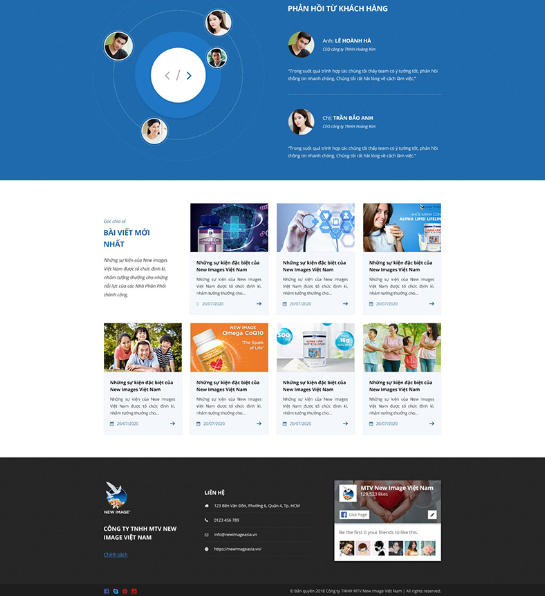 PHẢN HỒI TỪ KHÁCH HÀNG
Anh: LÊ HOÀNH HÀ
CEO công ty TNHH Hoàng Kim
"Trong suốt quá trình hợp các chúng tôi thấy team co ý tưởng tốt, phản hồi
thông tin nhanh chóng. Chúng tôi rất hài lòng về cách làm việc."
Chị: TRẦN BẢO ANH
CEO công ty TNHH Hoàng Kim
"Trong suốt quá trình hợp các chúng tôi thấy team co ý tưởng tốt, phản hồi
thông tin nhanh chóng. Chúng tôi rất hài lòng về cách làm việc."
Góc chia sẻ
BÀI VIẾT MỚI
NHẤT
Những sự kiện của New Images
Việt Nam được tổ chức định kì,
nhằm tưởng thưởng cho những
nỗ lực của các Nhà Phân Phối
thành công.
Những sự kiện đặc biệt của
New Images Việt Nam
Những sự kiện của New Images
Việt Nam được tổ chức định kì,
nhằm tưởng thưởng cho...
20/07/2020
Những sự kiện đặc biệt của
New Images Việt Nam
Những sự kiện của New Images
Việt Nam được tổ chức định kì,
nhằm tưởng thưởng cho...
20/07/2020
ALPHA LIPID LIFELINE
Những sự kiện đặc biệt của
New Images Việt Nam
Những sự kiện của New Images
Việt Nam được tổ chức định kì,
nhằm tưởng thưởng cho...
20/07/2020
Những sự kiện đặc biệt của
New Images Việt Nam
Những sự kiện của New Images
Việt Nam được tổ chức định kì,
nhằm tưởng thưởng cho...
20/07/2020
NEW IMAGE
Omega CoQ10
"The Spark
of Life"
Những sự kiện đặc biệt của
New Images Việt Nam
Những sự kiện của New Images
Việt Nam được tổ chức định kì,
nhằm tưởng thưởng cho...
20/07/2020
Những sự kiện đặc biệt của
New Images Việt Nam
Những sự kiện của New Images
Việt Nam được tổ chức định kì,
nhằm tưởng thưởng cho...
20/07/2020
Những sự kiện đặc biệt của
New Images Việt Nam
Những sự kiện của New Images
Việt Nam được tổ chức định kì,
nhằm tưởng thưởng cho...
20/07/2020
NEW IMAGE
CÔNG TY TNHH MTV NEW
IMAGE VIỆT NAM
Chính sách
LIÊN HỆ
123 Bến Vân Đồn, Phường 6, Quận 4, Tp. HCM
0123 456 785
info@newimageasia.vn
https://newimageasia.vn/
MTV New Image Việt Nam
129,523 likes
Like Page
Be the first of your friends to like this.
© Bản quyền 2018 Công ty TNHH MTV New Image Việt Nam | All rights reserved.